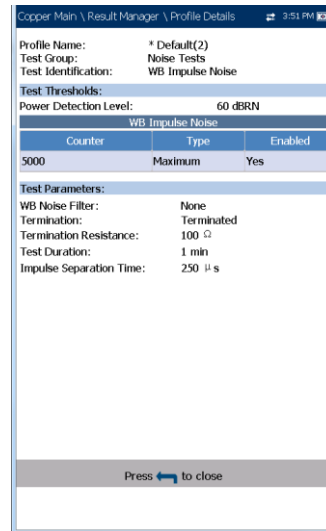 Copper Main \ Result Manager \ Profile Details 3:51 PM
Profile Name: * Default(2)
Test Group: Noise Tests
Test Identification: WB Impulse Noise
Test Thresholds:
Power Detection Level: 60 dBRN
WB Impulse Noise
Counter Type Enabled
5000 Maximum Yes
Test Parameters:
WB Noise Filter: None
Termination: Terminated
Termination Resistance: 100 Ω
Test Duration: 1 min
Impulse Separation Time: 250 μ s
Press to close